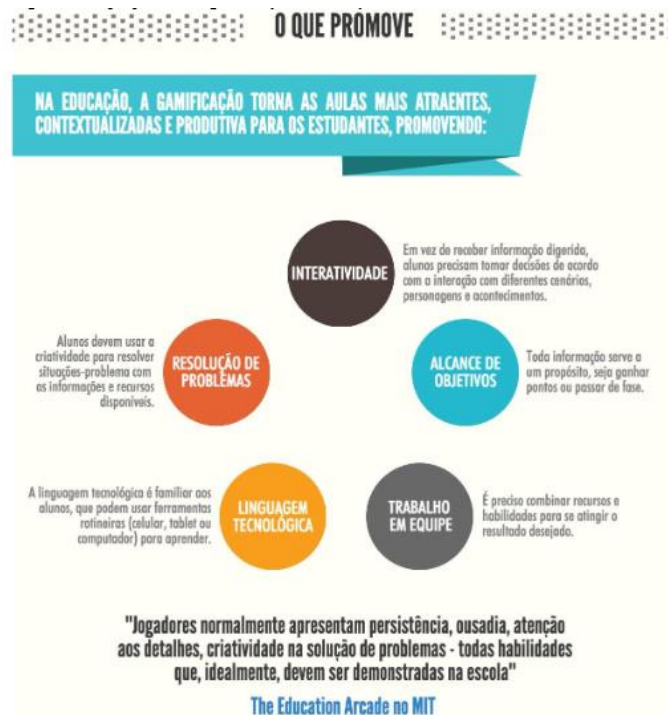 O QUE PROMOVE
NA EDUCAÇÃO, A GAMIFICAÇÃO TORNA AS AULAS MAIS ATRAENTES,
CONTEXTUALIZADAS E PRODUTIVA PARA OS ESTUDANTES, PROMOVENDO:
INTERATIVIDADE
Em vez de receber informação digerida,
alunos precisam tomar decisões de acordo
com a interação com diferentes cenários,
personagens e acontecimentos.
Alunos devem usar a
criatividade para resolver
situações-problema com
as informações e recursos
disponíveis.
RESOLUÇÃO DE
PROBLEMAS
ALCANCE DE
OBJETIVOS
Toda informação serve a
um propósito, seja ganhar
pontos ou passar de fase.
A linguagem tecnológica é familiar aos
alunos, que podem usar ferramentas
rotineiras (celular, tablet ou
computador) para aprender.
LINGUAGEM
TECNOLÓGICA
TRABALHO
EM EQUIPE
É preciso combinar recursos e
habilidades para se atingir o
resultado desejado.
"Jogadores normalmente apresentam persistência, ousadia, atenção
aos detalhes, criatividade na solução de problemas - todas habilidades
que, idealmente, devem ser demonstradas na escola"
The Education Arcade no MIT